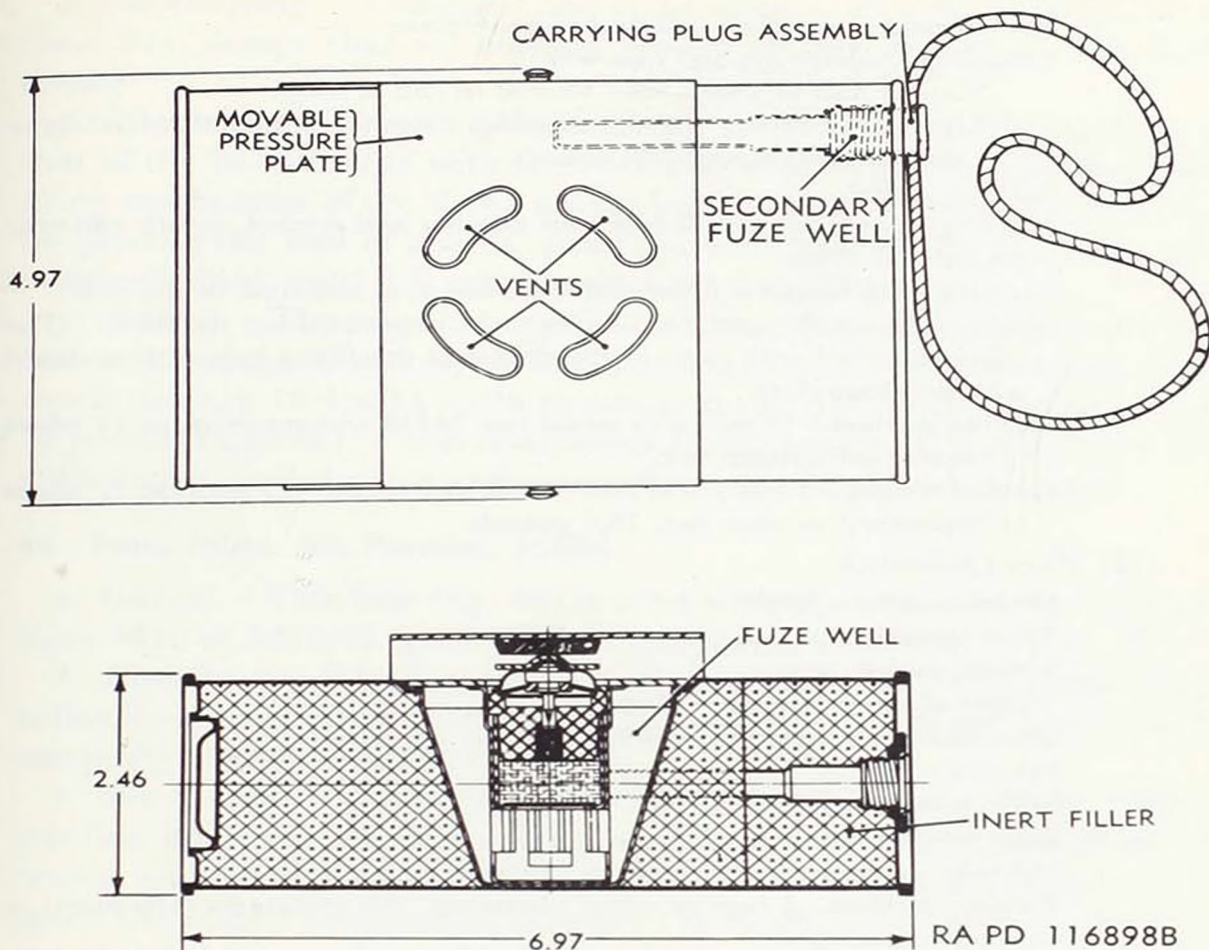 CARRYING PLUG ASSEMBLY
4.97
MOVABLE
PRESSURE
PLATE
SECONDARY
FUZE WELL
VENTS
FUZE WELL
2.46
INERT FILLER
6.97
RA PD 116898B